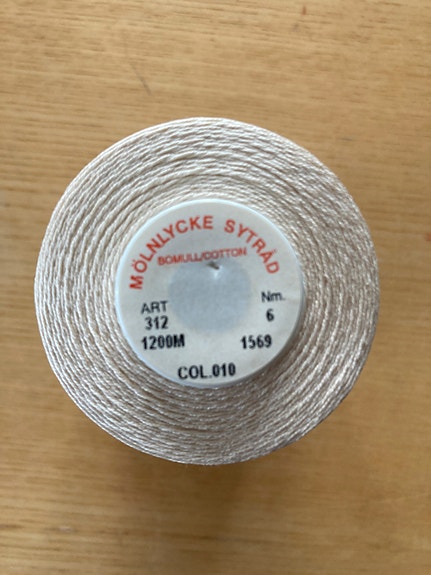 MÖLNLYCKE SYTRÅD
BOMULL/COTTON
ART Nm.
312 6
1200M 1569
COL.010